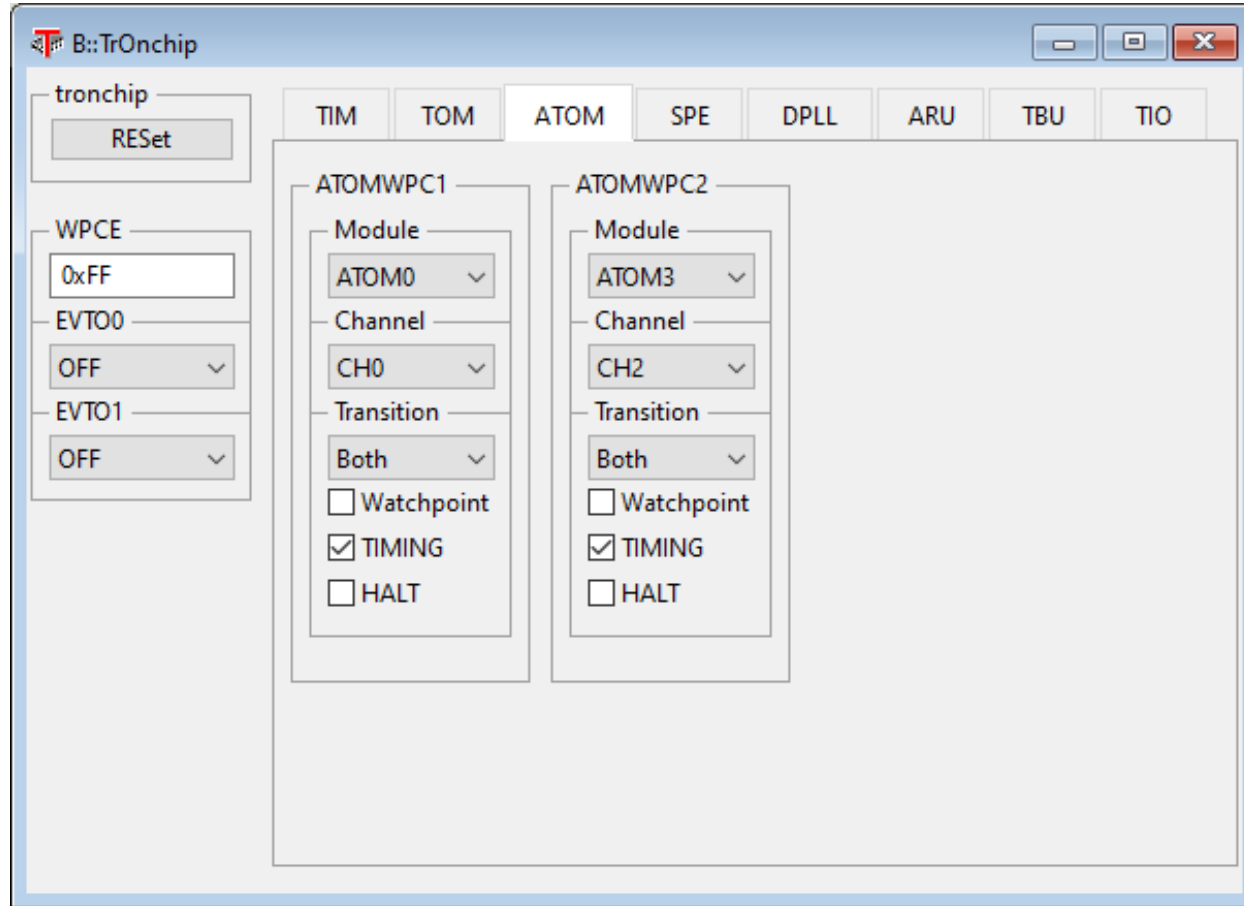 B::TrOnchip
tronchip
RESet
WPCE
0xFF
EVTO0
OFF
EVTO1
OFF
TIM TOM ATOM SPE DPLL ARU TBU TIO
ATOMWPC1
Module
ATOM0
Channel
CH0
Transition
Both
Watchpoint
TIMING
HALT
ATOMWPC2
Module
ATOM3
Channel
CH2
Transition
Both
Watchpoint
TIMING
HALT